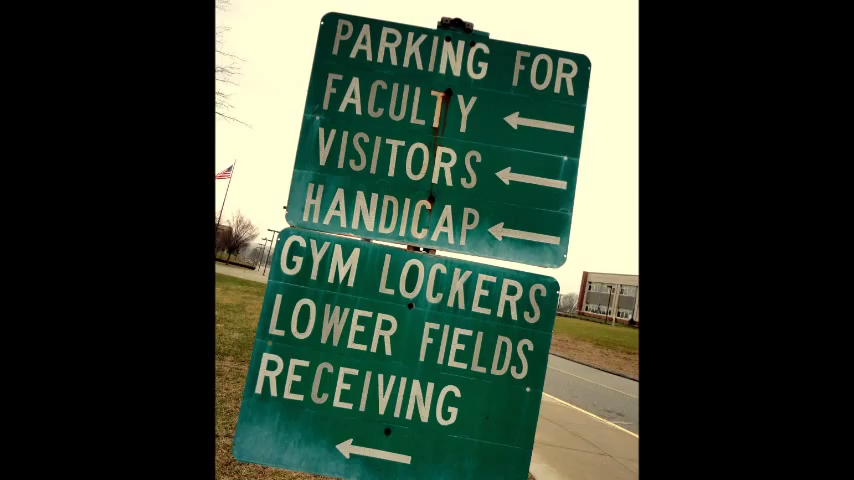 PARKING FOR
FACULTY
VISITORS
HANDICAP
GYM LOCKERS
LOWER FIELDS
RECEIVING